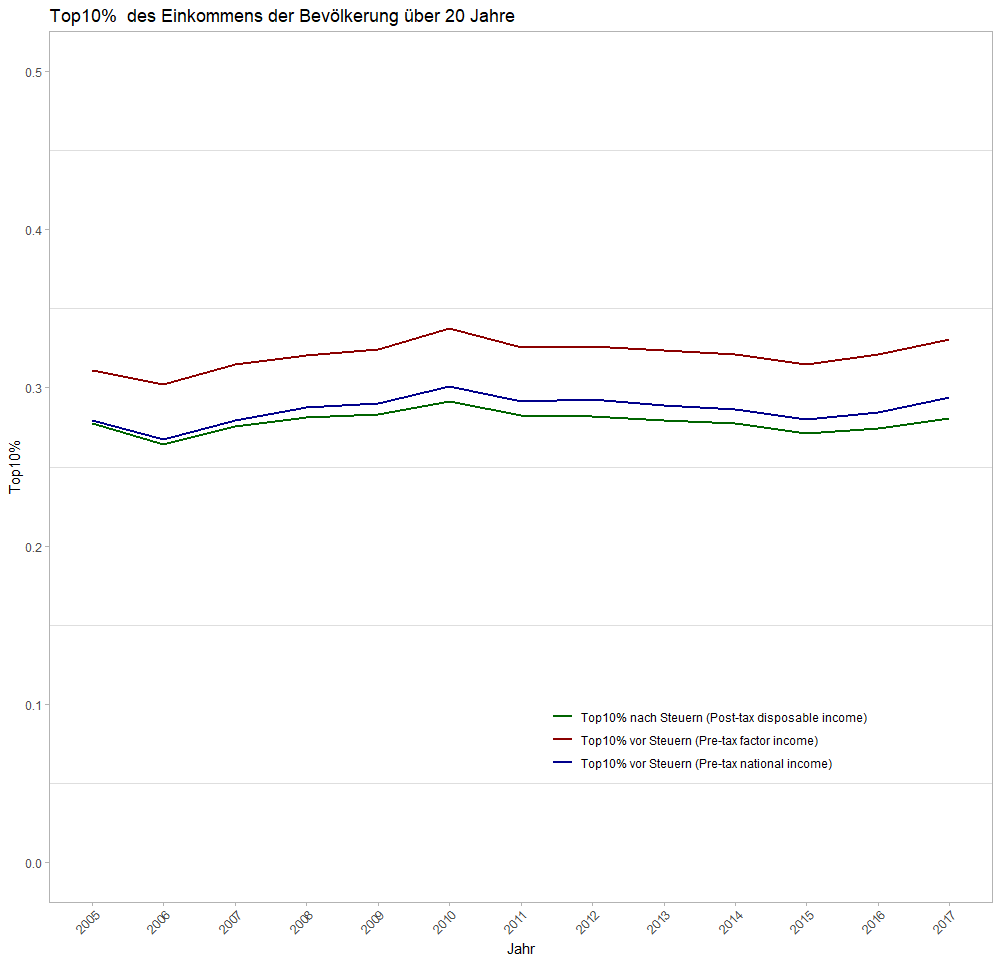 Top10%  des Einkommens der Bevölkerung über 20 Jahre
Top10%
0.5
0.4
0.3
0.2
0.1
0.0
Top10% nach Steuern (Post-tax disposable income)
Top10% vor Steuern (Pre-tax factor income)
Top10% vor Steuern (Pre-tax national income)
2005 2006 2007 2008 2009 2010 2011 2012 2013 2014 2015 2016 2017
Jahr